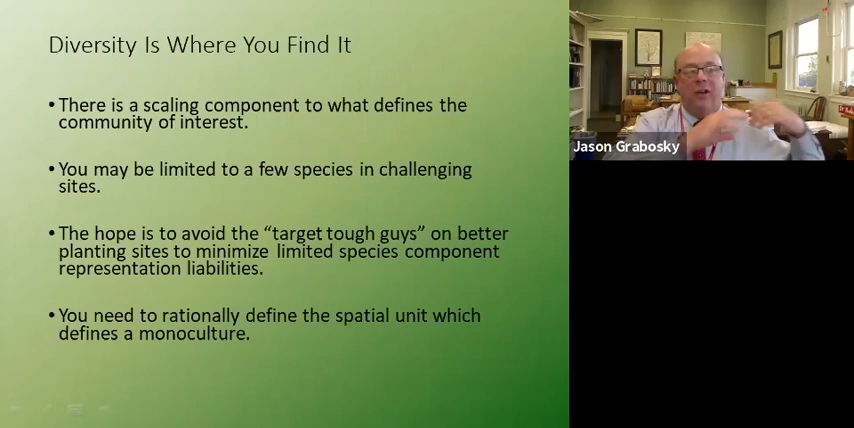 Diversity Is Where You Find It
• There is a scaling component to what defines the
community of interest.
• You may be limited to a few species in challenging
sites.
• The hope is to avoid the “target tough guys” on better
planting sites to minimize limited species component
representation liabilities.
• You need to rationally define the spatial unit which
defines a monoculture.
Jason Grabosky